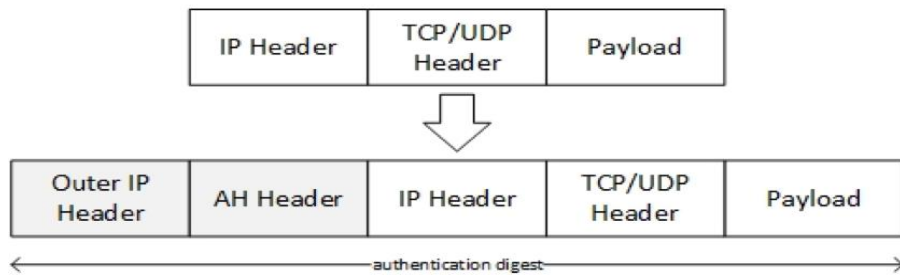 IP Header
TCP/UDP
Header
Payload
Outer IP
Header
AH Header
IP Header
TCP/UDP
Header
Payload
authentication digest